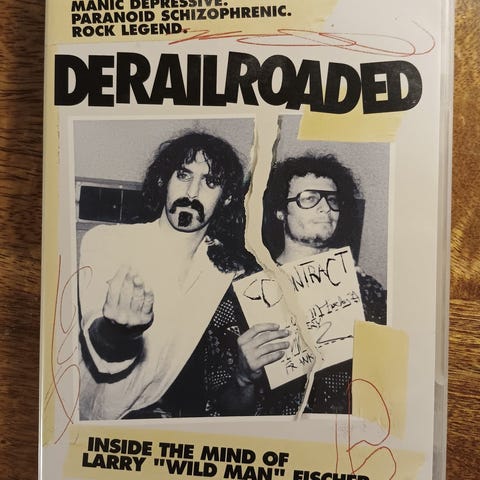 MANIC DEPRESSIVE.
PARANOID SCHIZOPHRENIC.
ROCK LEGEND.
DERAILROADED
CONTRACT
INSIDE THE MIND OF
LARRY "WILD MAN" FISCHER